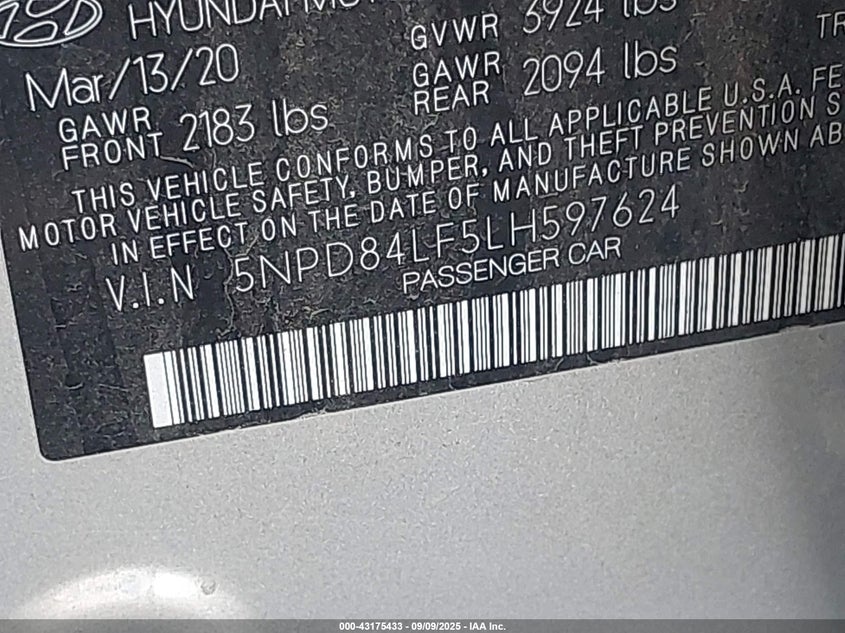 HYUNDAI MO
Mar/13/20
GVWR 3924 lbs
GAWR FRONT 2183 lbs
GAWR REAR 2094 lbs
TR
THIS VEHICLE CONFORMS TO ALL APPLICABLE U.S.A. FE
MOTOR VEHICLE SAFETY, BUMPER, AND THEFT PREVENTION S
IN EFFECT ON THE DATE OF MANUFACTURE SHOWN AB
V.I.N 5NPD84LF5LH597624
PASSENGER CAR
000-43175433 - 09/09/2025 - IAA Inc.